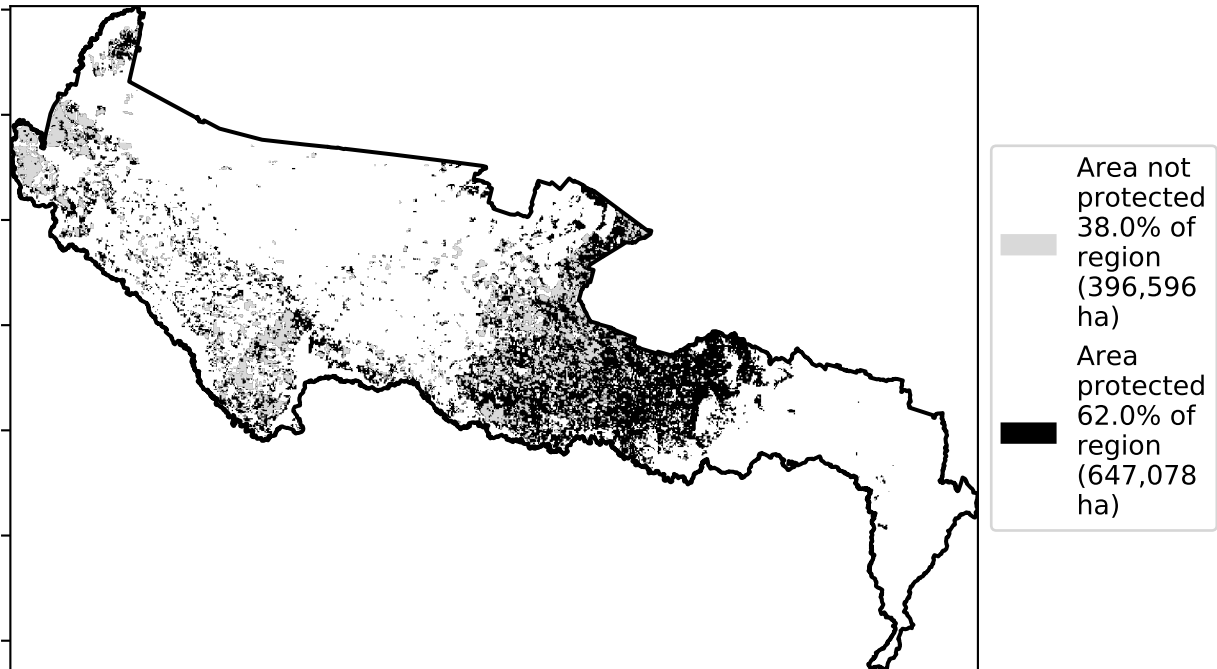 Area not
protected
38.0% of
region
(396,596
ha)
Area
protected
62.0% of
region
(647,078
ha)